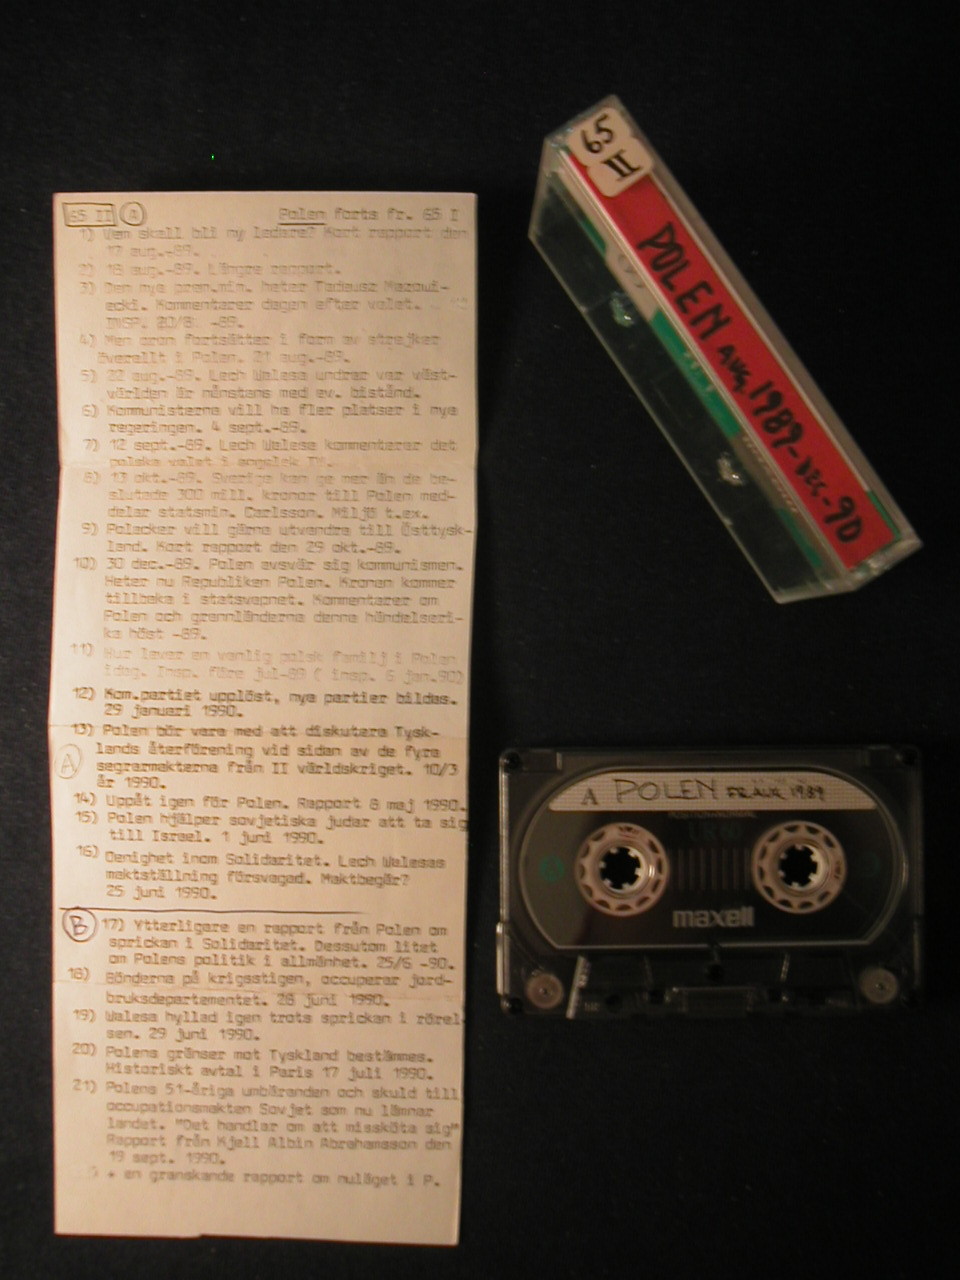 65 II A Polen forts fr. 65 I
1) Vem skall bli ny ledare? Kort rapport den
17 aug.-89.
2) 18 aug.-89. Längre rapport.
3) Den nya prem.min. heter Tadeusz Mazowi-
ecki. Kommentarer dagen efter valet.
INSP. 20/8 -89.
4) Men oron fortsätter i form av strejker
överallt i Polen. 21 aug.-89.
5) 22 aug.-89. Lech Walesa undrar var väst-
världen är nånstans med ev. bistånd.
6) Kommunisterna vill ha fler platser i nya
regeringen. 4 sept.-89.
7) 12 sept.-89. Lech Walesa kommenterar det
polska valet i engelsk TV.
8) 13 okt.-89. Sverige kan ge mer än de be-
slutade 300 mill. kronor till Polen med-
delar statsmin. Carlsson. Miljö t.ex.
9) Polacker vill gärna utvandra till Östtysk-
land. Kort rapport den 29 okt.-89.
10) 30 dec.-89. Polen avsvär sig kommunismen.
Heter nu Republiken Polen. Kronan kommer
tillbaka i statsvapnet. Kommentarer om
Polen och grannländerna denna händelseri-
ka höst -89.
11) Hur lever en vanlig polsk familj i Polen
idag. Insp. före jul-89 ( insp. 6 jan.90)
12) Kom.partiet upplöst, nya partier bildas.
29 januari 1990.
13) Polen bör vara med att diskutera Tysk-
lands återförening vid sidan av de fyra
A segrarmakterna från II världskriget. 10/3
år 1990.
14) Uppåt igen för Polen. Rapport 8 maj 1990.
15) Polen hjälper sovjetiska judar att ta sig
till Israel. 1 juni 1990.
16) Oenighet inom Solidaritet. Lech Walesas
maktställning försvagad. Maktbegär?
25 juni 1990.
B 17) Ytterligare en rapport från Polen om
sprickan i Solidaritet. Dessutom litet
om Polens politik i allmänhet. 25/6 -90.
18) Bönderna på krigsstigen, occuperar jord-
bruksdepartementet. 28 juni 1990.
19) Walesa hyllad igen trots sprickan i rörel
sen. 29 juni 1990.
20) Polens gränser mot Tyskland bestämmes.
Historiskt avtal i Paris 17 juli 1990.
21) Polens 51-åriga umbäranden och skuld till
occupationsmakten Sovjet som nu lämnar
landet. "Det handlar om att missköta sig"
Rapport från Kjell Albin Abrahamsson den
19 sept. 1990.
+ en granskande rapport om nuläget i P.
65
II
POLEN AUG. 1989-DEC.-90
A POLEN FR. AUG. 1989
maxell